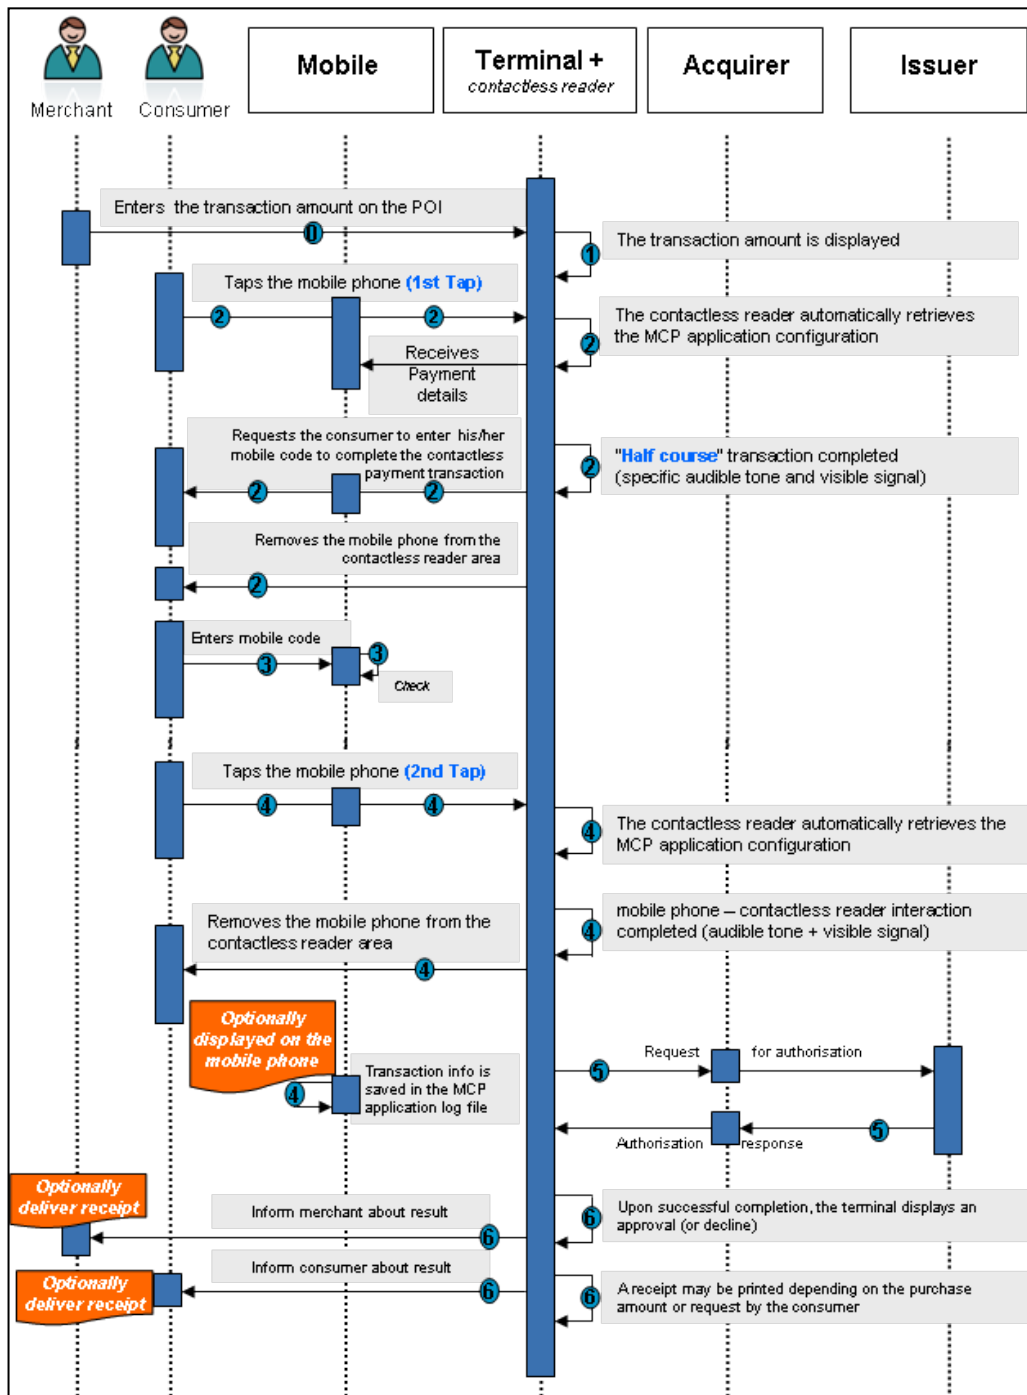 Merchant
Consumer
Mobile
Terminal +
contactless reader
Acquirer
Issuer
Enters the transaction amount on the POI
0
1
The transaction amount is displayed
Taps the mobile phone (1st Tap)
2
2
The contactless reader automatically retrieves
the MCP application configuration
2
Receives
Payment
details
Requests the consumer to enter his/her
mobile code to complete the contactless
payment transaction
2
2
2
"Half course" transaction completed
(specific audible tone and visible signal)
Removes the mobile phone from the
contactless reader area
2
Enters mobile code
3
3
Check
Taps the mobile phone (2nd Tap)
4
4
4
The contactless reader automatically retrieves the
MCP application configuration
Removes the mobile phone from the
contactless reader area
4
4
mobile phone – contactless reader interaction
completed (audible tone + visible signal)
Optionally
displayed on the
mobile phone
4
Transaction info is
saved in the MCP
application log file
Request for authorisation
5
5
Authorisation response
Optionally
deliver receipt
Inform merchant about result
6
6
Upon successful completion, the terminal displays an
approval (or decline)
Optionally
deliver receipt
Inform consumer about result
6
6
A receipt may be printed depending on the purchase
amount or request by the consumer